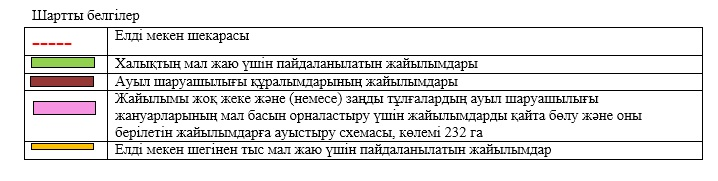 Шартты белгілер
Елді мекен шекарасы
Халықтың мал жаю үшін пайдаланылатын жайылымдары
Ауыл шаруашылығы құралымдарының жайылымдары
Жайылымы жоқ жеке және (немесе) заңды тұлғалардың ауыл шаруашылығы
жануарларының мал басын орналастыру үшін жайылымдарды қайта бөлу және оны
берілетін жайылымдарға ауыстыру схемасы, көлемі 232 га
Елді мекен шегінен тыс мал жаю үшін пайдаланылатын жайылымдар